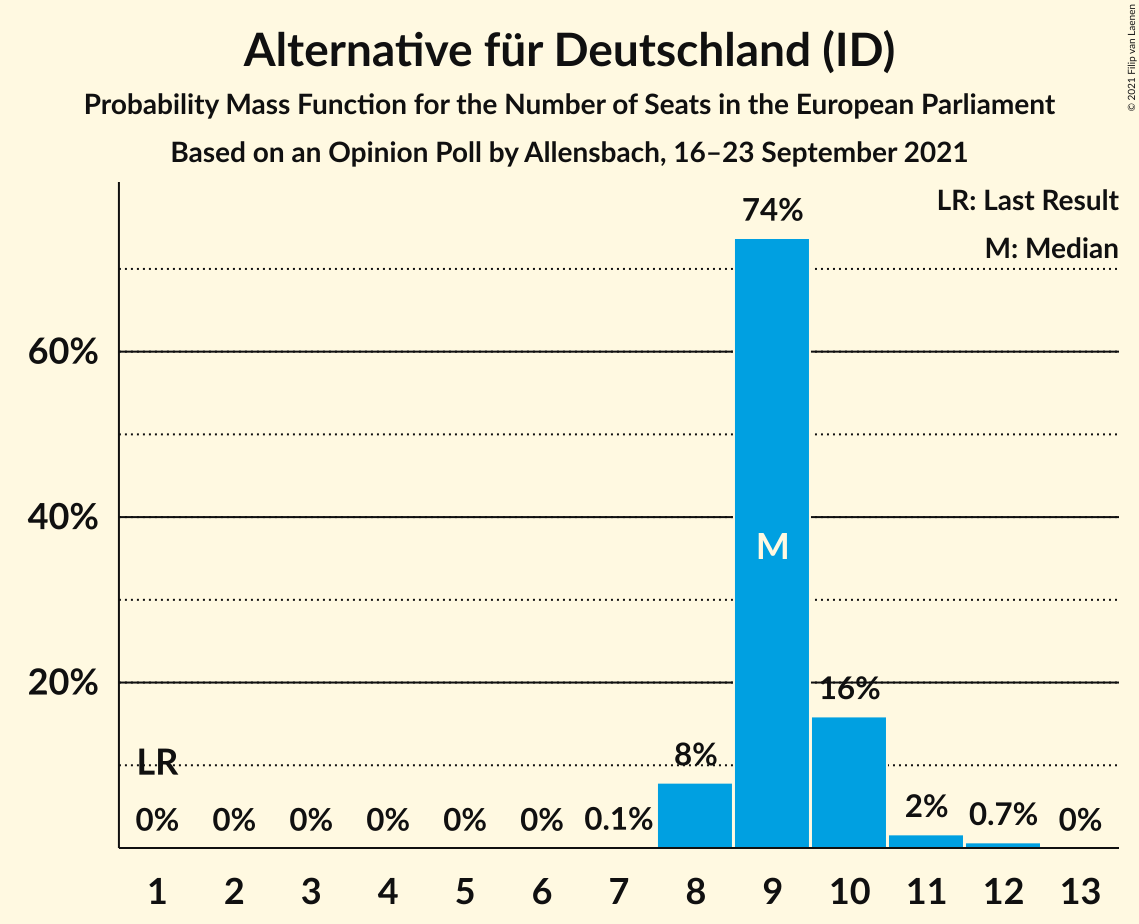 Alternative für Deutschland (ID)
Probability Mass Function for the Number of Seats in the European Parliament
Based on an Opinion Poll by Allensbach, 16–23 September 2021
© 2021 Filip van Laenen
LR: Last Result
M: Median
74%
60%
40%
M
20%
16%
LR
8%
0% 0% 0% 0% 0% 0% 0.1% 2% 0.7% 0%
1 2 3 4 5 6 7 8 9 10 11 12 13